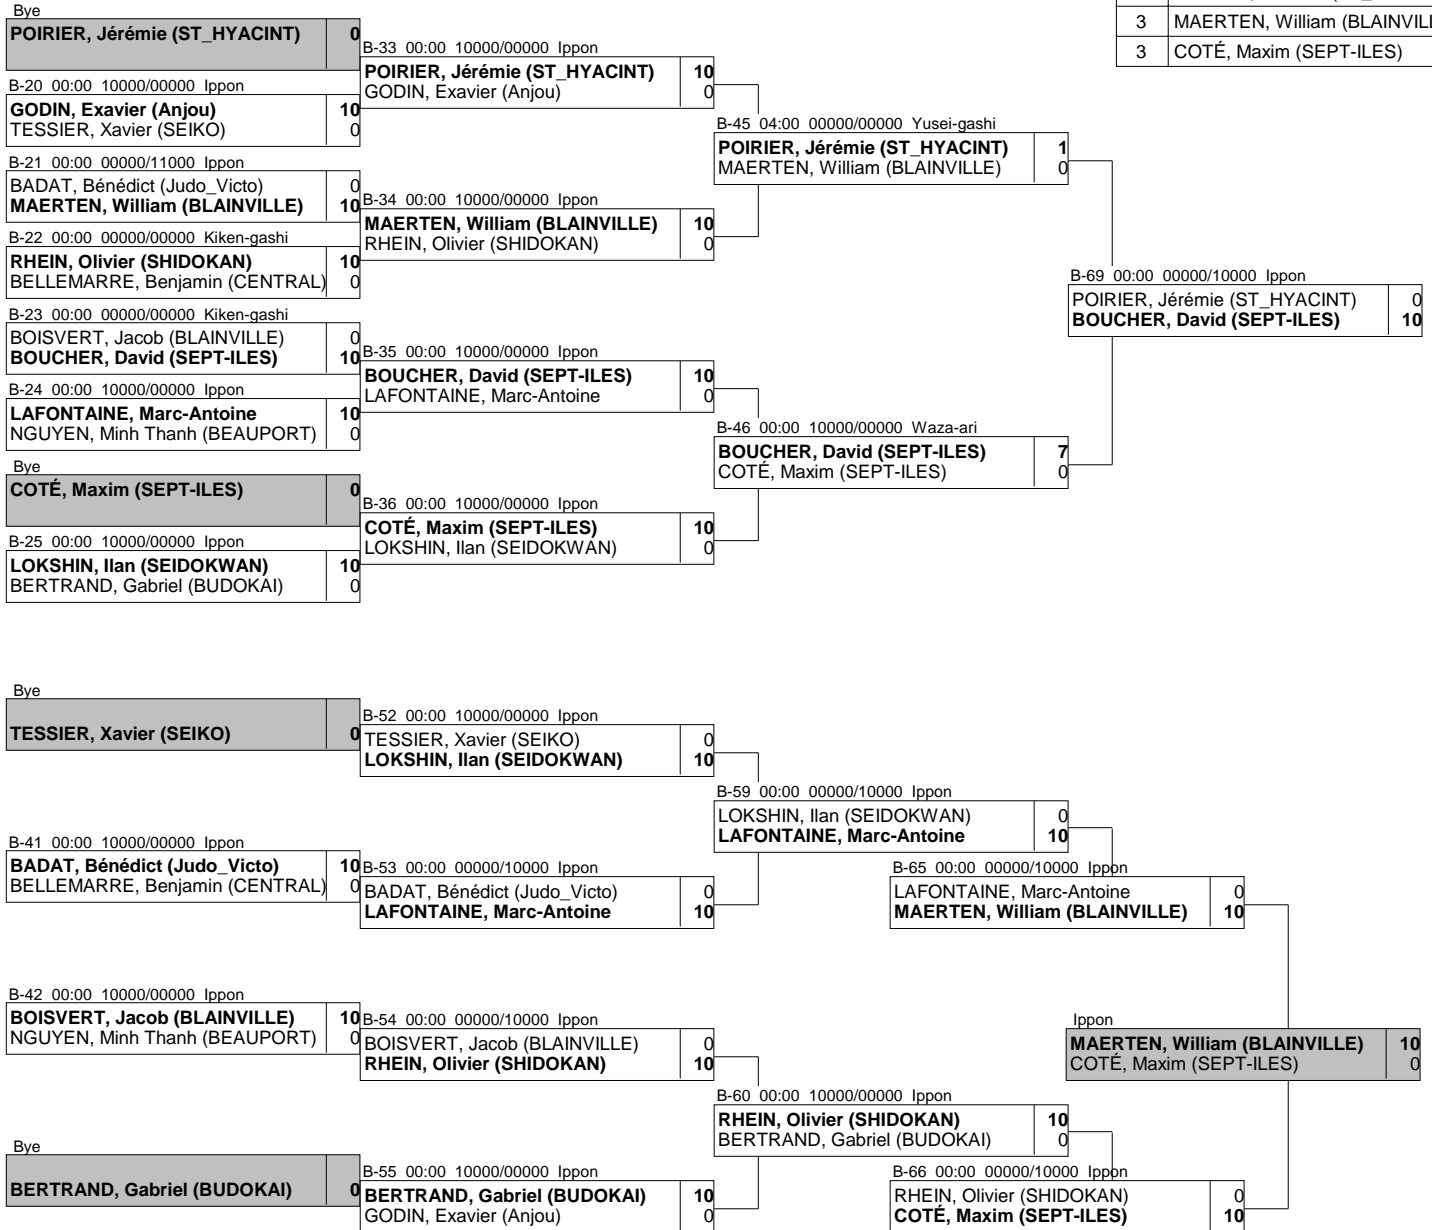 3 MAERTEN, William
3 COTÉ, Maxim (SEPT-ILES)
Bye
POIRIER, Jérémie (ST_HYACINT) 0
B-20 00:00 10000/00000 Ippon
GODIN, Exavier (Anjou) 10
TESSIER, Xavier (SEIKO) 0
B-21 00:00 00000/11000 Ippon
BADAT, Bénédict (Judo_Victo) 0
MAERTEN, William (BLAINVILLE) 10
B-22 00:00 00000/00000 Kiken-gashi
RHEIN, Olivier (SHIDOKAN) 10
BELLEMARRE, Benjamin (CENTRAL) 0
B-23 00:00 00000/00000 Kiken-gashi
BOISVERT, Jacob (BLAINVILLE) 0
BOUCHER, David (SEPT-ILES) 10
B-24 00:00 10000/00000 Ippon
LAFONTAINE, Marc-Antoine 10
NGUYEN, Minh Thanh (BEAUPORT) 0
Bye
COTÉ, Maxim (SEPT-ILES) 0
B-25 00:00 10000/00000 Ippon
LOKSHIN, Ilan (SEIDOKWAN) 10
BERTRAND, Gabriel (BUDOKAI) 0
B-33 00:00 10000/00000 Ippon
POIRIER, Jérémie (ST_HYACINT) 10
GODIN, Exavier (Anjou) 0
B-34 00:00 10000/00000 Ippon
MAERTEN, William (BLAINVILLE) 10
RHEIN, Olivier (SHIDOKAN) 0
B-35 00:00 10000/00000 Ippon
BOUCHER, David (SEPT-ILES) 10
LAFONTAINE, Marc-Antoine 0
B-36 00:00 10000/00000 Ippon
COTÉ, Maxim (SEPT-ILES) 10
LOKSHIN, Ilan (SEIDOKWAN) 0
B-45 04:00 00000/00000 Yusei-gashi
POIRIER, Jérémie (ST_HYACINT) 1
MAERTEN, William (BLAINVILLE) 0
B-46 00:00 10000/00000 Waza-ari
BOUCHER, David (SEPT-ILES) 7
COTÉ, Maxim (SEPT-ILES) 0
B-69 00:00 00000/10000 Ippon
POIRIER, Jérémie (ST_HYACINT) 0
BOUCHER, David (SEPT-ILES) 10
Bye
TESSIER, Xavier (SEIKO) 0
B-41 00:00 10000/00000 Ippon
BADAT, Bénédict (Judo_Victo) 10
BELLEMARRE, Benjamin (CENTRAL) 0
B-42 00:00 10000/00000 Ippon
BOISVERT, Jacob (BLAINVILLE) 10
NGUYEN, Minh Thanh (BEAUPORT) 0
Bye
BERTRAND, Gabriel (BUDOKAI) 0
B-52 00:00 10000/00000 Ippon
TESSIER, Xavier (SEIKO) 0
LOKSHIN, Ilan (SEIDOKWAN) 10
B-53 00:00 00000/10000 Ippon
BADAT, Bénédict (Judo_Victo) 0
LAFONTAINE, Marc-Antoine 10
B-54 00:00 00000/10000 Ippon
BOISVERT, Jacob (BLAINVILLE) 0
RHEIN, Olivier (SHIDOKAN) 10
B-55 00:00 10000/00000 Ippon
BERTRAND, Gabriel (BUDOKAI) 10
GODIN, Exavier (Anjou) 0
B-59 00:00 00000/10000 Ippon
LOKSHIN, Ilan (SEIDOKWAN) 0
LAFONTAINE, Marc-Antoine 10
B-60 00:00 10000/00000 Ippon
RHEIN, Olivier (SHIDOKAN) 10
BERTRAND, Gabriel (BUDOKAI) 0
B-65 00:00 00000/10000 Ippon
LAFONTAINE, Marc-Antoine 0
MAERTEN, William (BLAINVILLE) 10
B-66 00:00 00000/10000 Ippon
RHEIN, Olivier (SHIDOKAN) 0
COTÉ, Maxim (SEPT-ILES) 10
Ippon
MAERTEN, William (BLAINVILLE) 10
COTÉ, Maxim (SEPT-ILES) 0